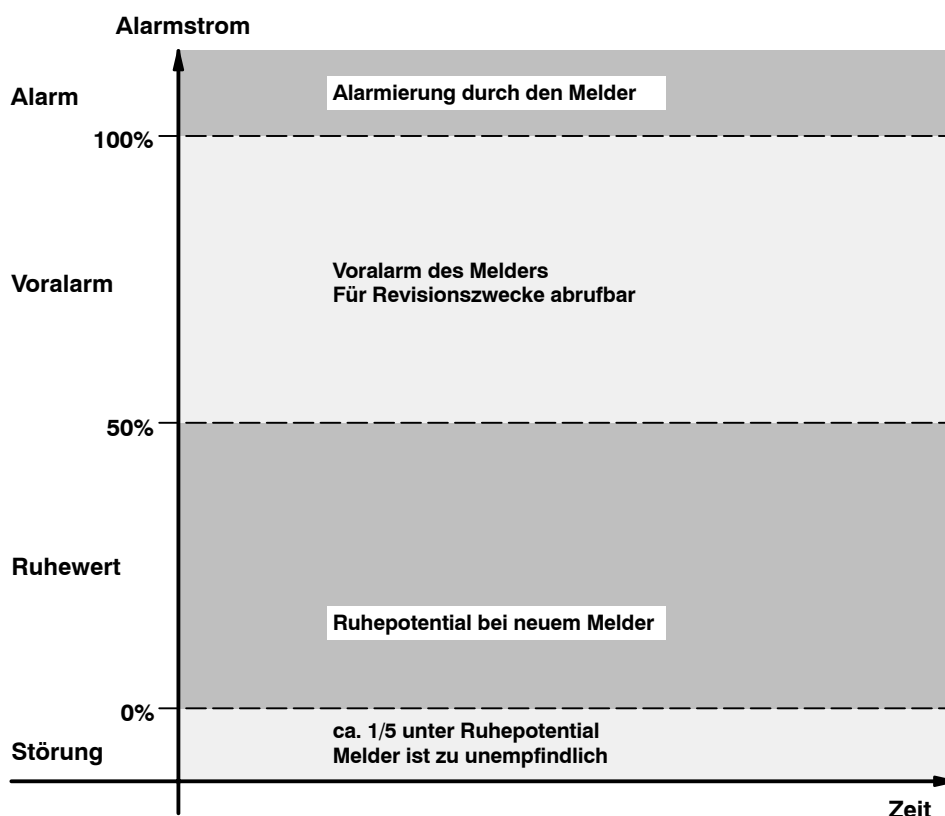 Alarmstrom
Alarm
Alarmierung durch den Melder
100%
Voralarm
Voralarm des Melders
Für Revisionszwecke abrufbar
50%
Ruhewert
Ruhepotential bei neuem Melder
0%
Störung
ca. 1/5 unter Ruhepotential
Melder ist zu unempfindlich
Zeit